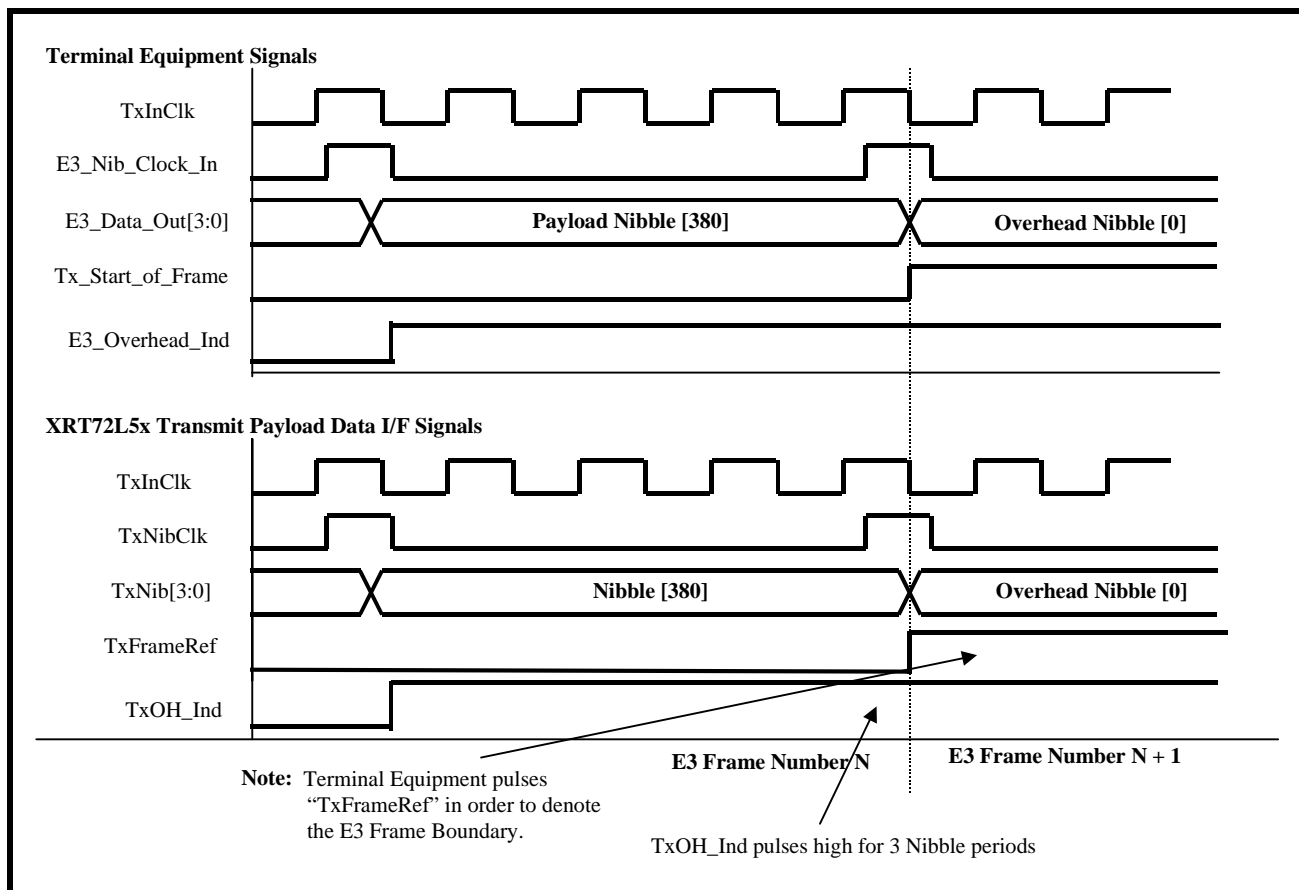 Terminal Equipment Signals
TxInClk
E3_Nib_Clock_In
E3_Data_Out[3:0]
Payload Nibble [380]
Overhead Nibble [0]
Tx_Start_of_Frame
E3_Overhead_Ind
XRT72L5x Transmit Payload Data I/F Signals
TxInClk
TxNibClk
TxNib[3:0]
Nibble [380]
Overhead Nibble [0]
TxFrameRef
TxOH_Ind
E3 Frame Number N
E3 Frame Number N + 1
Note: Terminal Equipment pulses
“TxFrameRef” in order to denote
the E3 Frame Boundary.
TxOH_Ind pulses high for 3 Nibble periods